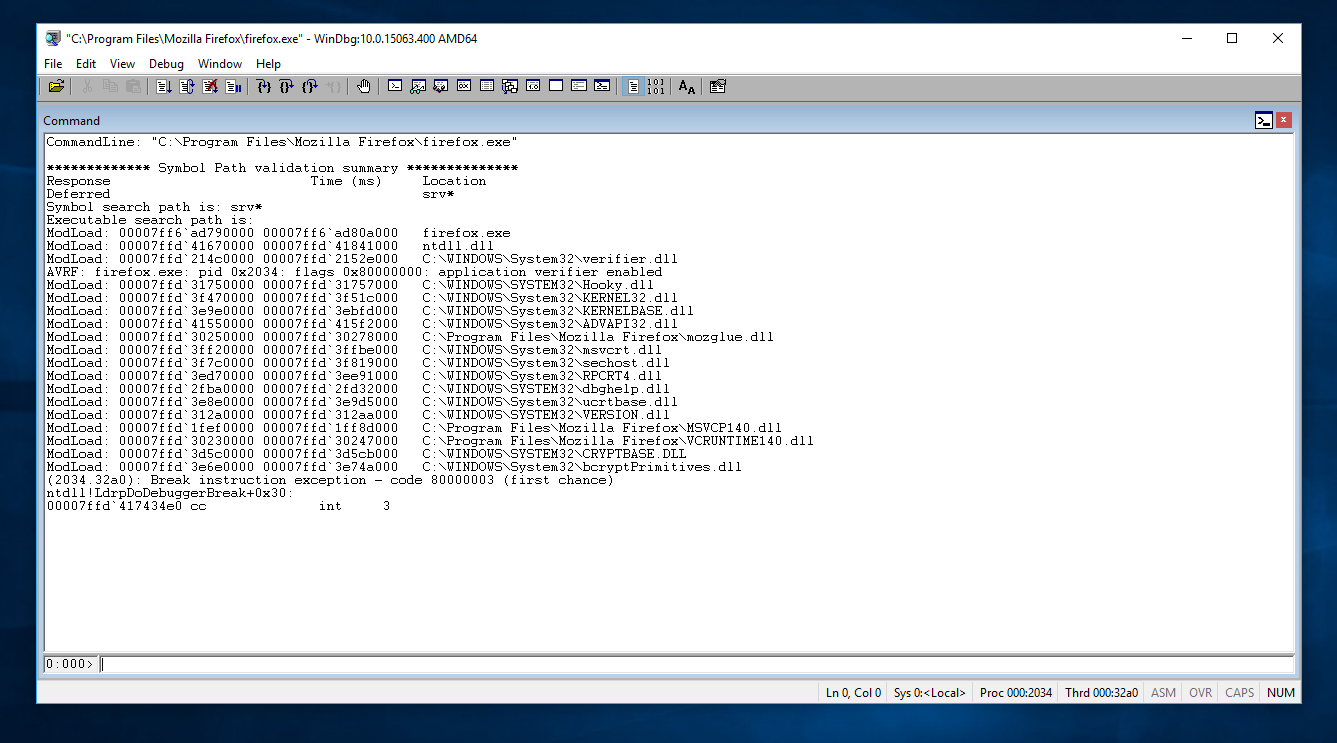 "C:\Program Files\Mozilla Firefox\firefox.exe" - WinDbg:10.0.15063.400 AMD64
File Edit View Debug Window Help
Command
CommandLine: "C:\Program Files\Mozilla Firefox\firefox.exe"
************* Symbol Path validation summary **************
Response Time (ms) Location
Deferred srv*
Symbol search path is: srv*
Executable search path is:
ModLoad: 00007ff6`ad790000 00007ff6`ad80a000 firefox.exe
ModLoad: 00007ffd`41670000 00007ffd`41841000 ntdll.dll
ModLoad: 00007ffd`214c0000 00007ffd`2152e000 C:\WINDOWS\System32\verifier.dll
AVRF: firefox.exe: pid 0x2034: flags 0x80000000: application verifier enabled
ModLoad: 00007ffd`31750000 00007ffd`31757000 C:\WINDOWS\SYSTEM32\Hooky.dll
ModLoad: 00007ffd`3f470000 00007ffd`3f51c000 C:\WINDOWS\System32\KERNEL32.dll
ModLoad: 00007ffd`3e9e0000 00007ffd`3ebfd000 C:\WINDOWS\System32\KERNELBASE.dll
ModLoad: 00007ffd`41550000 00007ffd`415f2000 C:\WINDOWS\System32\ADVAPI32.dll
ModLoad: 00007ffd`30250000 00007ffd`30278000 C:\Program Files\Mozilla Firefox\mozglue.dll
ModLoad: 00007ffd`3ff20000 00007ffd`3ffbe000 C:\WINDOWS\System32\msvcrt.dll
ModLoad: 00007ffd`3f7c0000 00007ffd`3f819000 C:\WINDOWS\System32\sechost.dll
ModLoad: 00007ffd`3ed70000 00007ffd`3ee91000 C:\WINDOWS\System32\RPCRT4.dll
ModLoad: 00007ffd`2fba0000 00007ffd`2fd32000 C:\WINDOWS\SYSTEM32\dbghelp.dll
ModLoad: 00007ffd`3e8e0000 00007ffd`3e9d5000 C:\WINDOWS\System32\ucrtbase.dll
ModLoad: 00007ffd`312a0000 00007ffd`312aa000 C:\WINDOWS\SYSTEM32\VERSION.dll
ModLoad: 00007ffd`1fef0000 00007ffd`1ff8d000 C:\Program Files\Mozilla Firefox\MSVCP140.dll
ModLoad: 00007ffd`30230000 00007ffd`30247000 C:\Program Files\Mozilla Firefox\VCRUNTIME140.dll
ModLoad: 00007ffd`3d5c0000 00007ffd`3d5cb000 C:\WINDOWS\SYSTEM32\CRYPTBASE.DLL
ModLoad: 00007ffd`3e6e0000 00007ffd`3e74a000 C:\WINDOWS\System32\bcryptPrimitives.dll
(2034.32a0): Break instruction exception - code 80000003 (first chance)
ntdll!LdrpDoDebuggerBreak+0x30:
00007ffd`417434e0 cc int 3
0:000>
Ln 0, Col 0 Sys 0:<Local> Proc 000:2034 Thrd 000:32a0 ASM OVR CAPS NUM